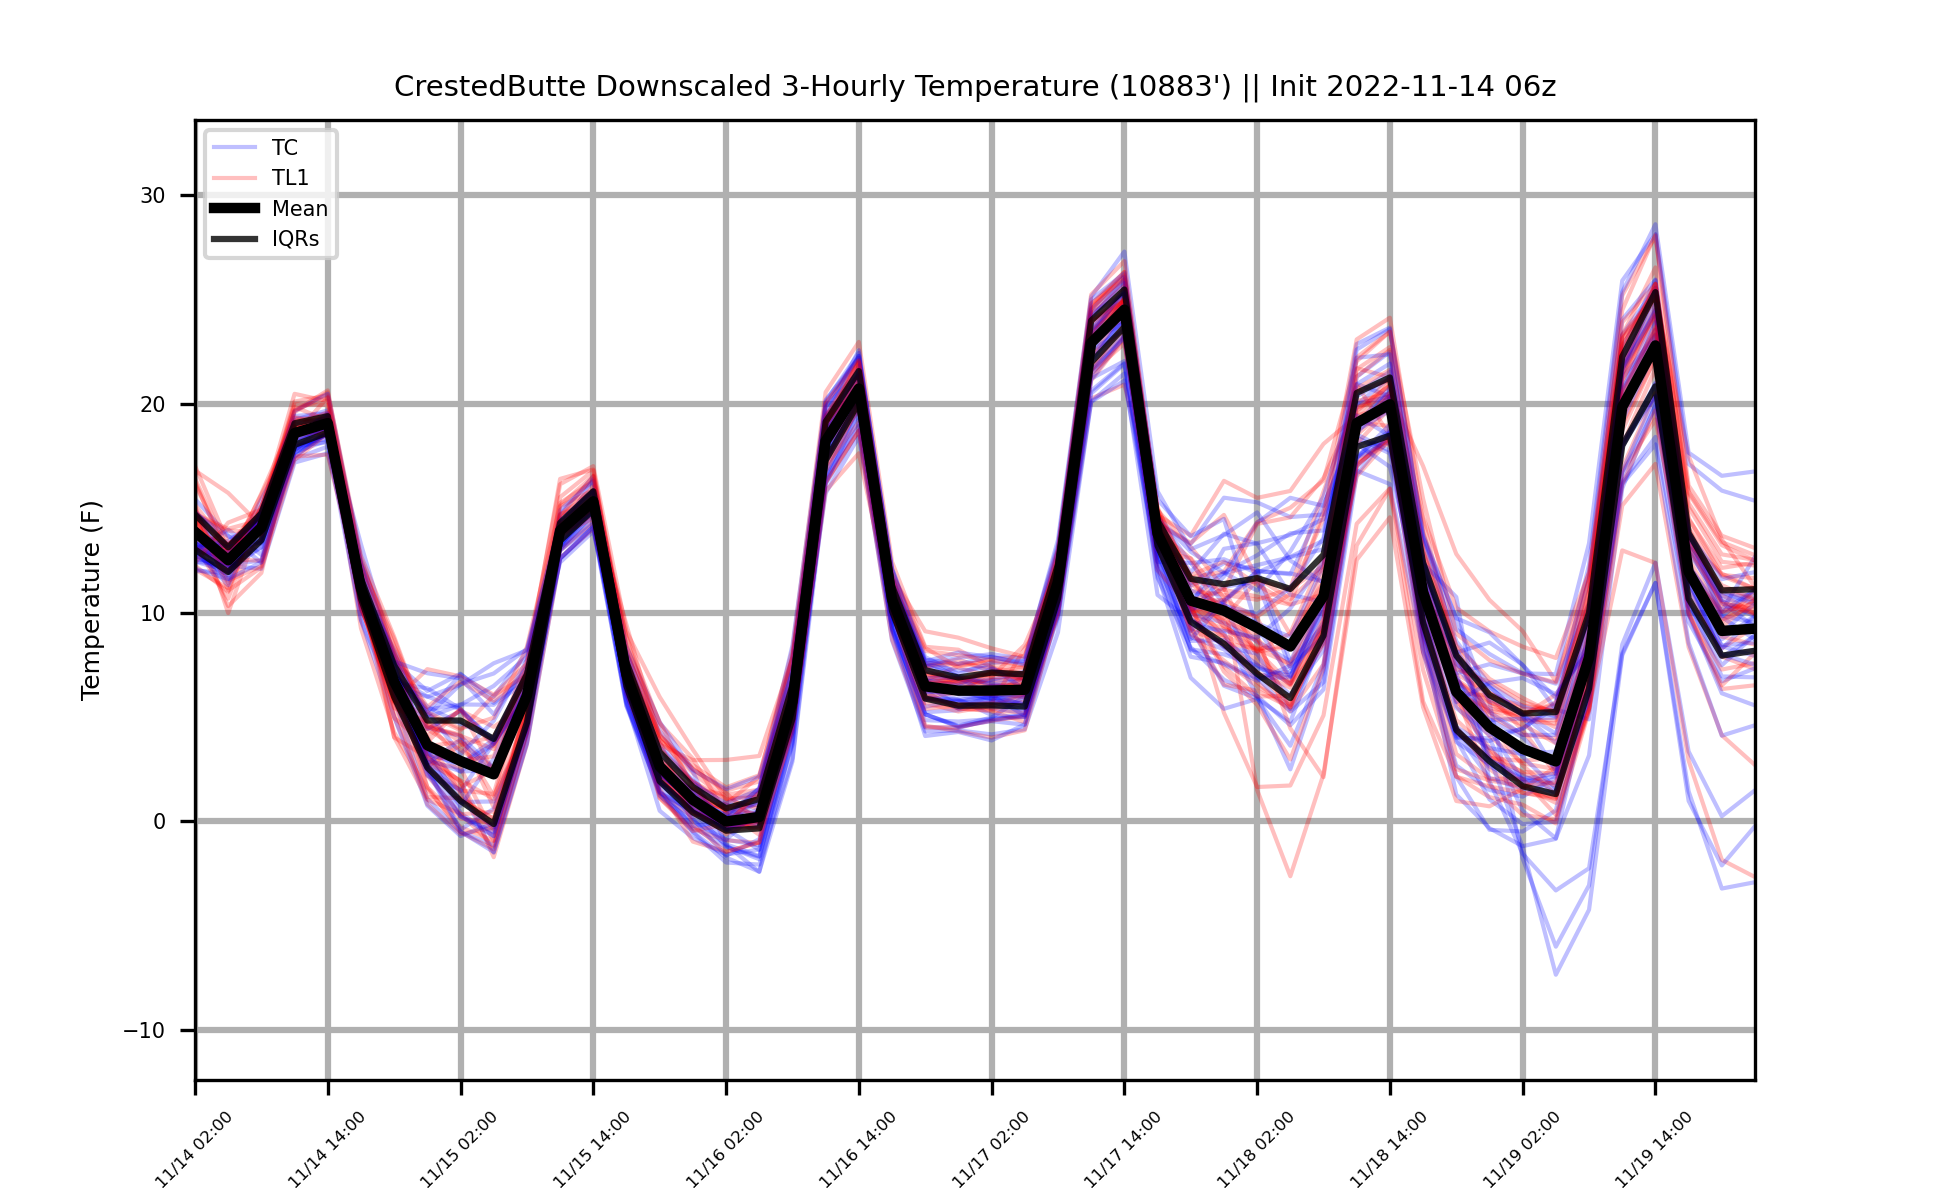 CrestedButte Downscaled 3-Hourly Temperature (10883') || Init 2022-11-14 06z
TC
TL1
Mean
IQRs
Temperature (F)
30
20
10
0
−10
11/14 02:00
11/14 14:00
11/15 02:00
11/15 14:00
11/16 02:00
11/16 14:00
11/17 02:00
11/17 14:00
11/18 02:00
11/18 14:00
11/19 02:00
11/19 14:00